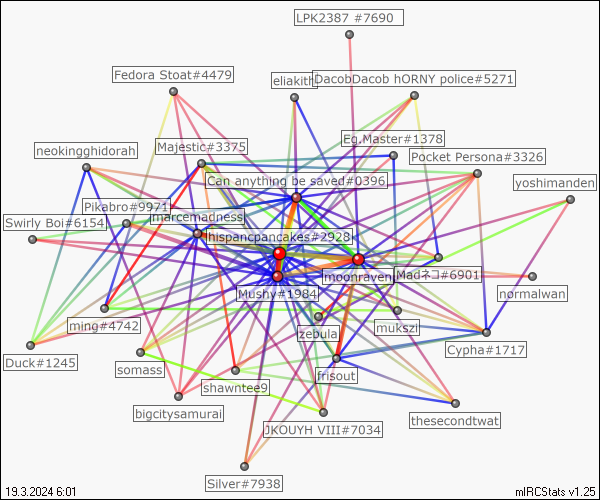 LPK2387 #7690
Fedora Stoat#4479
eliakith
DacobDacob hORNY police#5271
Eg.Master#1378
neokingghidorah
Majestic#3375
Pocket Persona#3326
Can anything be saved#0396
yoshimanden
Pikabro#9971
marcemadness
Swirly Boi#6154
hispancpancakes#2928
moonraven
Madネコ#6901
normalwan
Mushy#1984
ming#4742
zebula
mukszi
Duck#1245
somass
Cypha#1717
shawntee9
frisout
bigcitysamurai
JKOUYH VIII#7034
thesecondtwat
Silver#7938
19.3.2024 6:01
mIRCStats v1.25